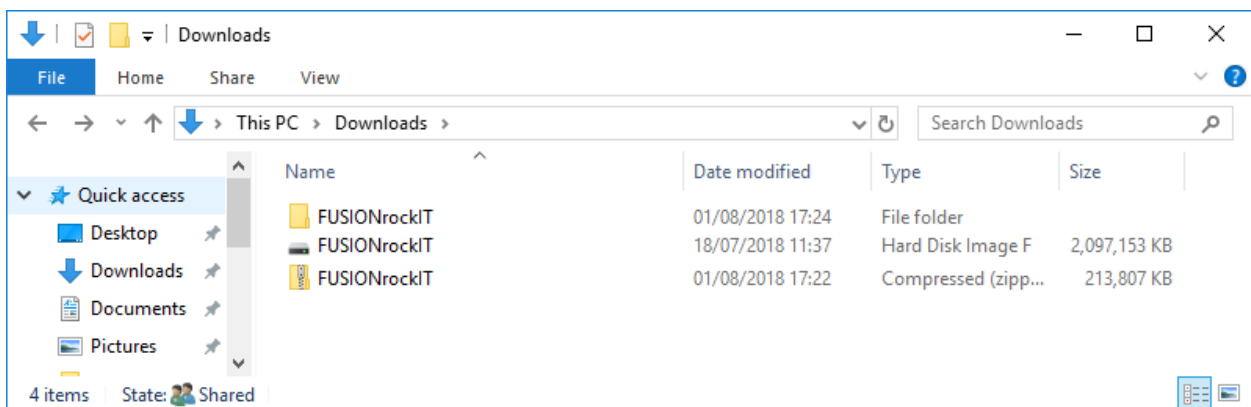 Downloads
File Home Share View
This PC Downloads Search Downloads
Name Date modified Type Size
Quick access
FUSIONrockIT 01/08/2018 17:24 File folder
Desktop
FUSIONrockIT 18/07/2018 11:37 Hard Disk Image F 2,097,153 KB
Downloads
FUSIONrockIT 01/08/2018 17:22 Compressed (zipp... 213,807 KB
Documents
Pictures
4 items State: Shared